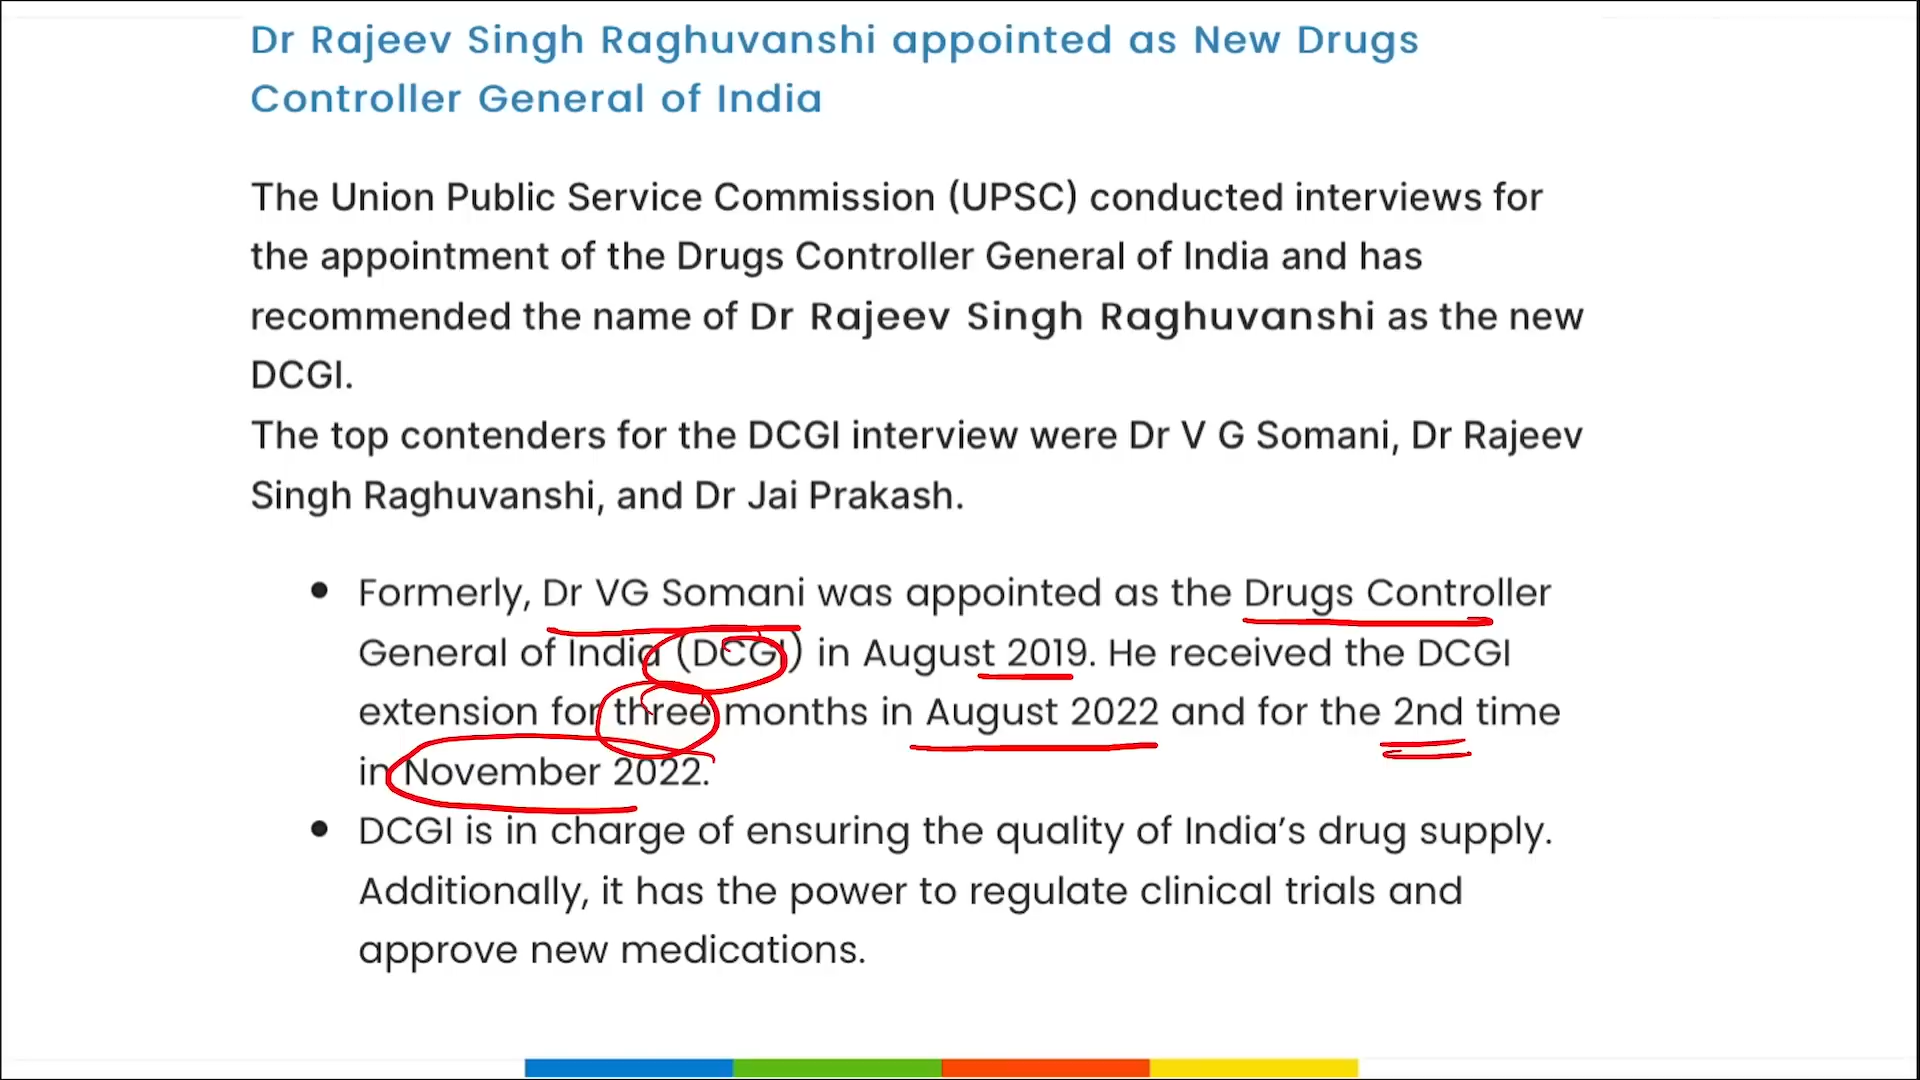 Dr Rajeev Singh Raghuvanshi appointed as New Drugs
Controller General of India
The Union Public Service Commission (UPSC) conducted interviews for
the appointment of the Drugs Controller General of India and has
recommended the name of Dr Rajeev Singh Raghuvanshi as the new
DCGI.
The top contenders for the DCGI interview were Dr V G Somani, Dr Rajeev
Singh Raghuvanshi, and Dr Jai Prakash.
• Formerly, Dr VG Somani was appointed as the Drugs Controller
General of India (DCGI) in August 2019. He received the DCGI
extension for three months in August 2022 and for the 2nd time
in November 2022.
• DCGI is in charge of ensuring the quality of India’s drug supply.
Additionally, it has the power to regulate clinical trials and
approve new medications.